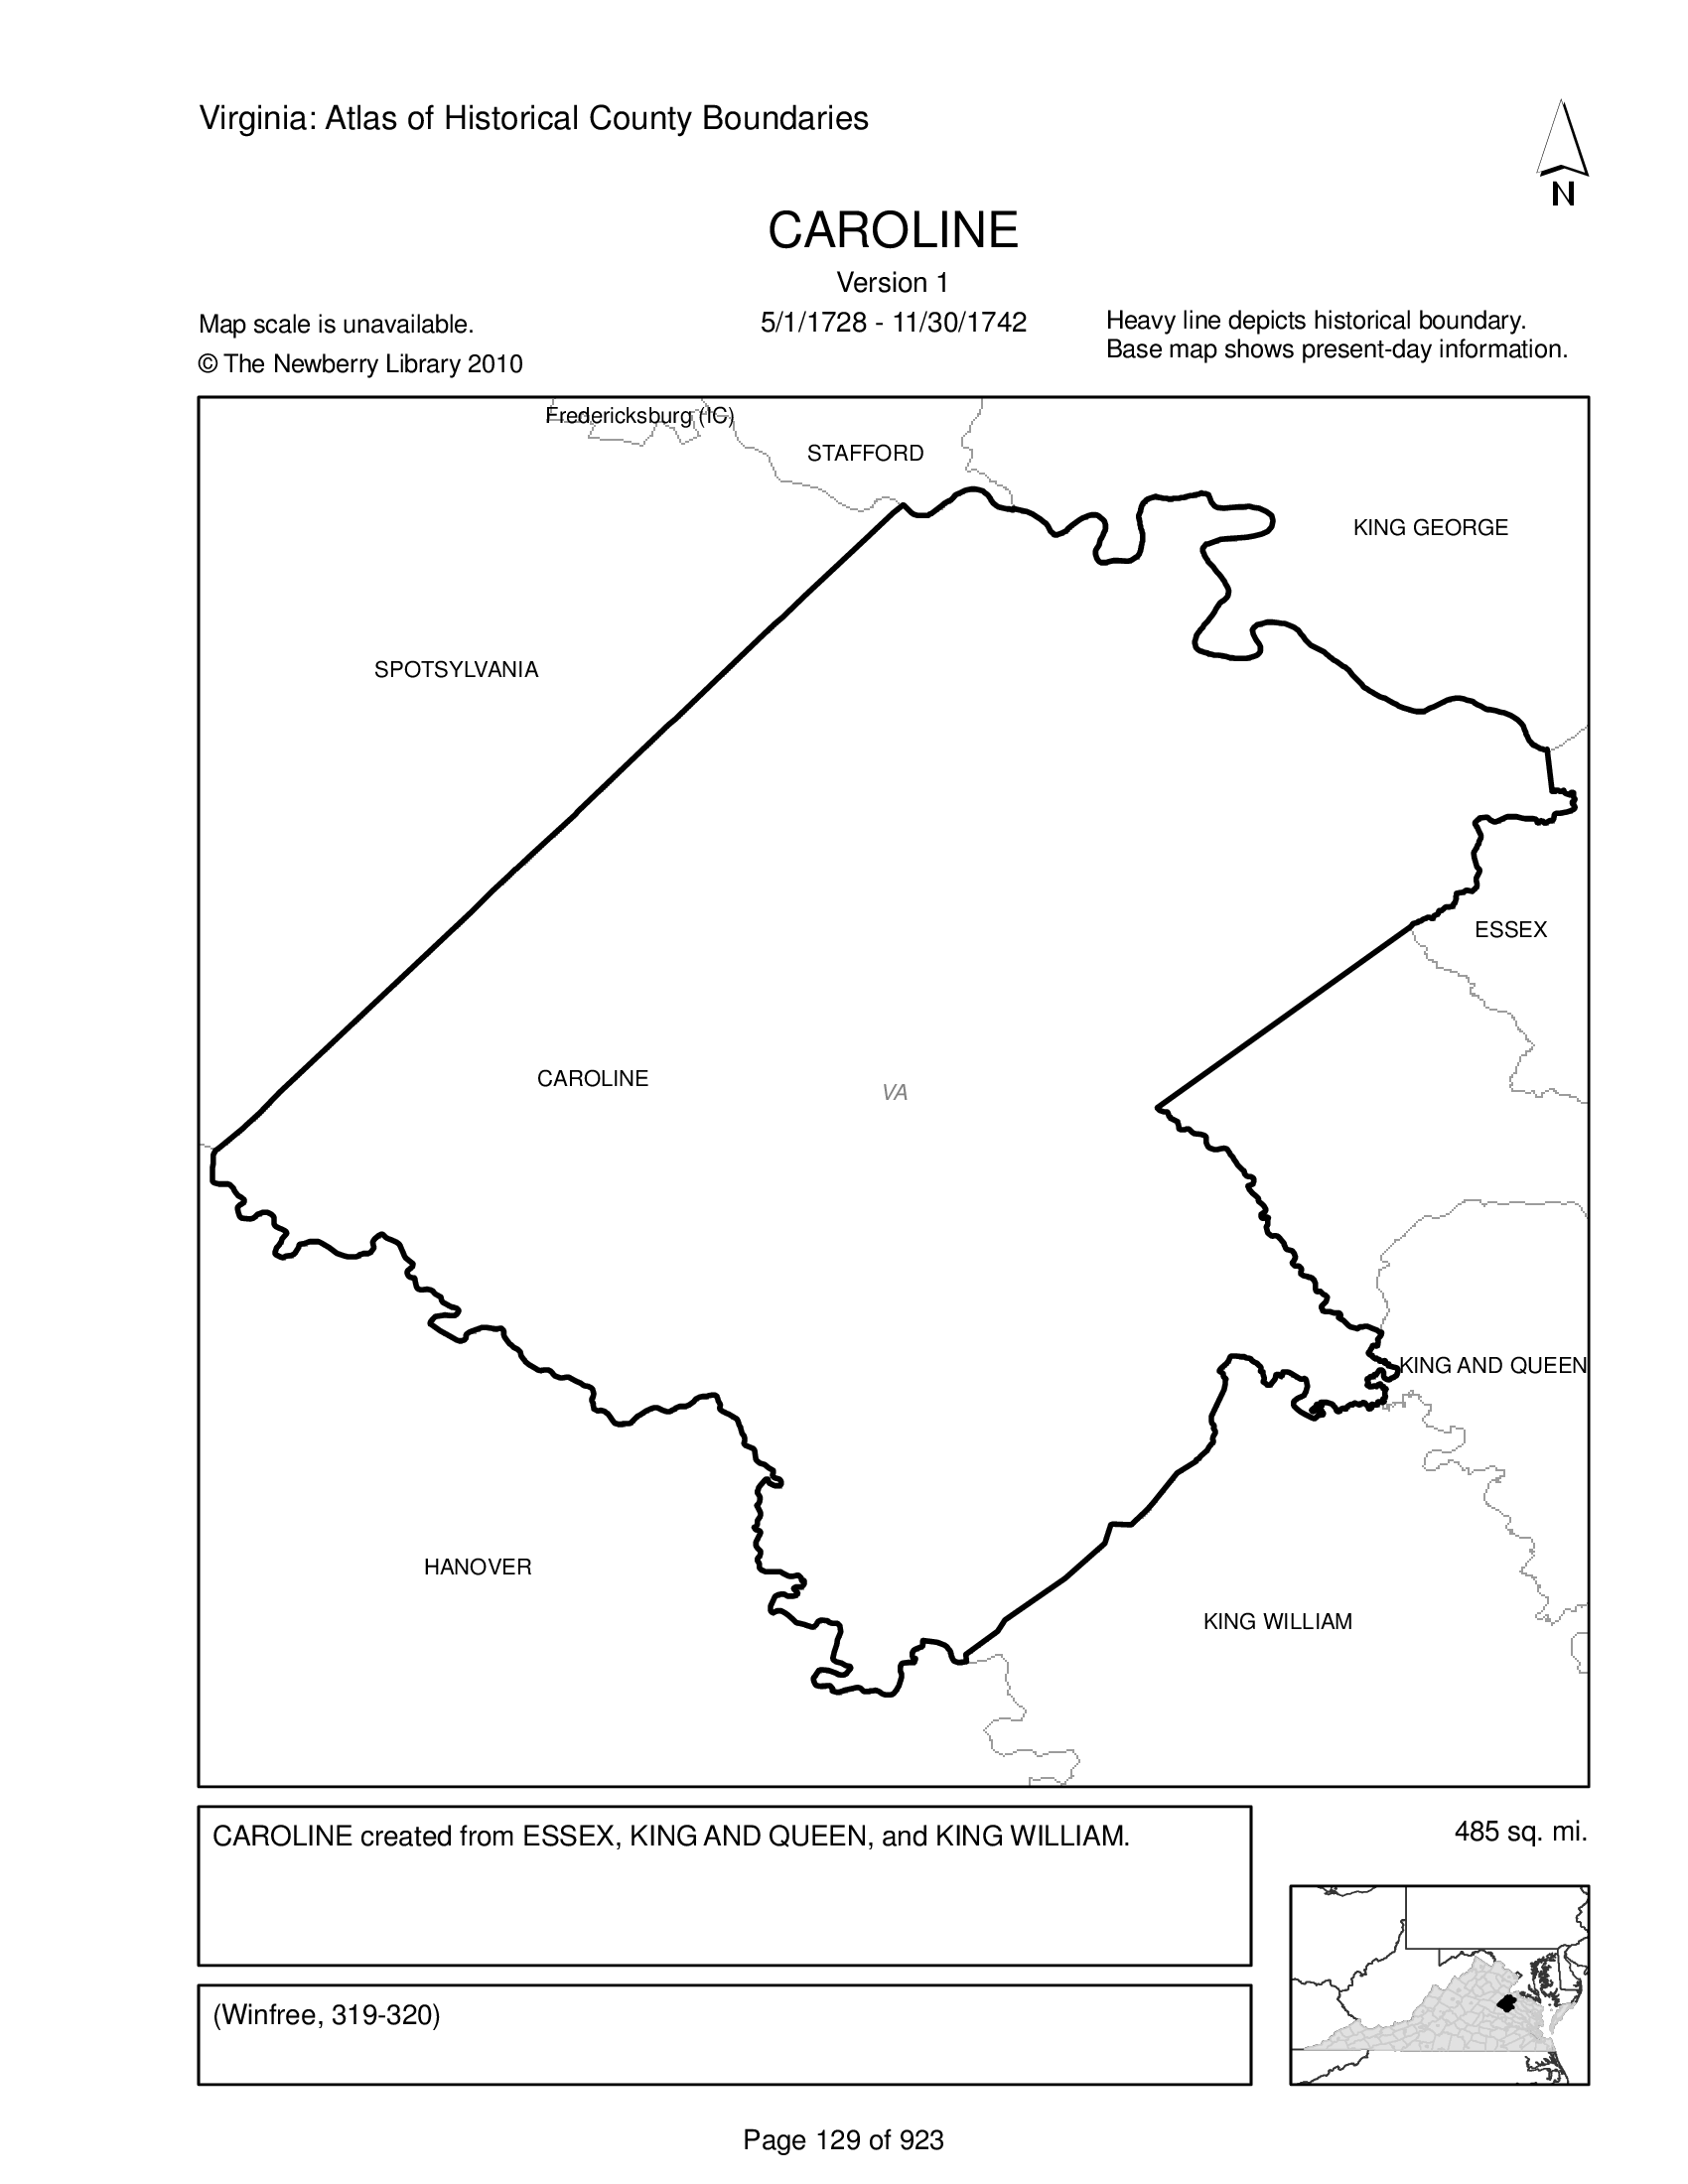 Virginia: Atlas of Historical County Boundaries
N
CAROLINE
Version 1
5/1/1728 - 11/30/1742
Map scale is unavailable.
© The Newberry Library 2010
Heavy line depicts historical boundary.
Base map shows present-day information.
Fredericksburg (IC)
STAFFORD
KING GEORGE
SPOTSYLVANIA
ESSEX
CAROLINE
VA
KING AND QUEEN
HANOVER
KING WILLIAM
CAROLINE created from ESSEX, KING AND QUEEN, and KING WILLIAM.
485 sq. mi.
(Winfree, 319-320)
Page 129 of 923